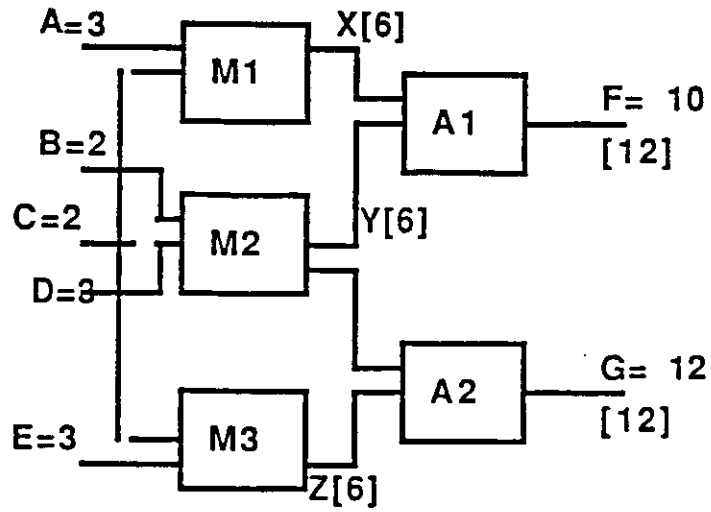 A=3
X[6]
M1
A1
F= 10
[12]
B=2
C=2
M2
Y[6]
D=3
A2
G= 12
[12]
E=3
M3
Z[6]